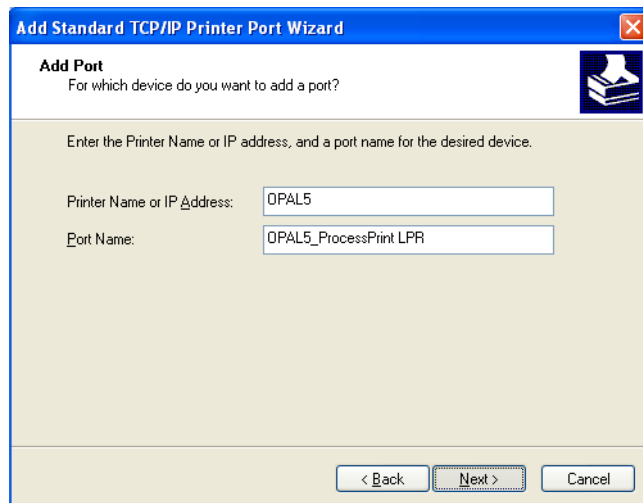 Add Standard TCP/IP Printer Port Wizard
Add Port
For which device do you want to add a port?
Enter the Printer Name or IP address, and a port name for the desired device.
Printer Name or IP Address: OPAL5
Port Name: OPAL5_ProcessPrint LPR
< Back Next > Cancel